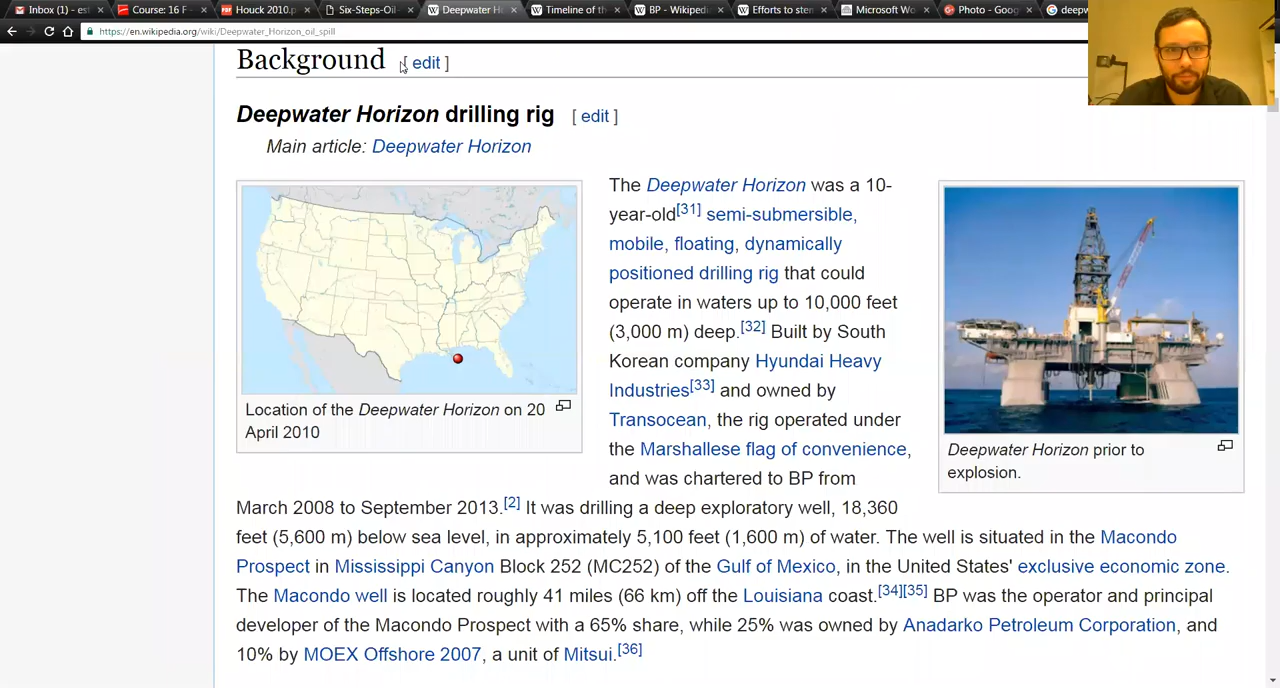 Inbox (1) - est
Course: 16 F
Houck 2010.p
Six-Steps-Oil-
Deepwater H
Timeline of th
BP - Wikipedi
Efforts to ster
Microsoft Wo
Photo - Goog
deepw
https://en.wikipedia.org/wiki/Deepwater_Horizon_oil_spill
Background [ edit ]
Deepwater Horizon drilling rig [ edit ]
Main article: Deepwater Horizon
Location of the Deepwater Horizon on 20
April 2010
The Deepwater Horizon was a 10-
year-old[31] semi-submersible,
mobile, floating, dynamically
positioned drilling rig that could
operate in waters up to 10,000 feet
(3,000 m) deep.[32] Built by South
Korean company Hyundai Heavy
Industries[33] and owned by
Transocean, the rig operated under
the Marshallese flag of convenience,
and was chartered to BP from
Deepwater Horizon prior to
explosion.
March 2008 to September 2013.[2] It was drilling a deep exploratory well, 18,360
feet (5,600 m) below sea level, in approximately 5,100 feet (1,600 m) of water. The well is situated in the Macondo
Prospect in Mississippi Canyon Block 252 (MC252) of the Gulf of Mexico, in the United States' exclusive economic zone.
The Macondo well is located roughly 41 miles (66 km) off the Louisiana coast.[34][35] BP was the operator and principal
developer of the Macondo Prospect with a 65% share, while 25% was owned by Anadarko Petroleum Corporation, and
10% by MOEX Offshore 2007, a unit of Mitsui.[36]